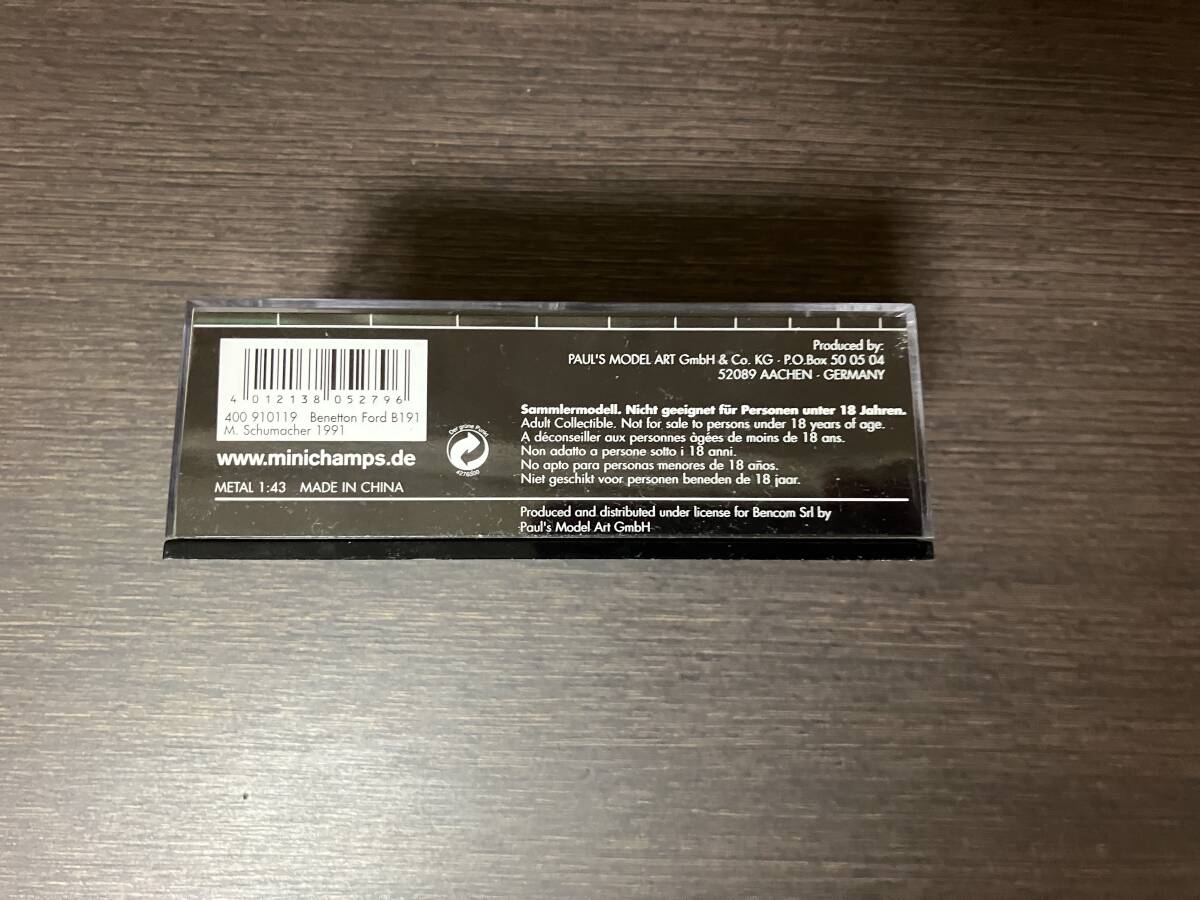 4 012138 052796
400 910119 Benetton Ford B191
M. Schumacher 1991
www.minichamps.de
METAL 1:43 MADE IN CHINA
Der grüne Punkt
4276500
Produced by:
PAUL'S MODEL ART GmbH & Co. KG · P.O.Box 50 05 04
52089 AACHEN · GERMANY
Sammlermodell. Nicht geeignet für Personen unter 18 Jahren.
Adult Collectible. Not for sale to persons under 18 years of age.
A déconseiller aux personnes âgées de moins de 18 ans.
Non adatto a persone sotto i 18 anni.
No apto para personas menores de 18 años.
Niet geschikt voor personen beneden de 18 jaar.
Produced and distributed under license for Bencom Srl by
Paul's Model Art GmbH